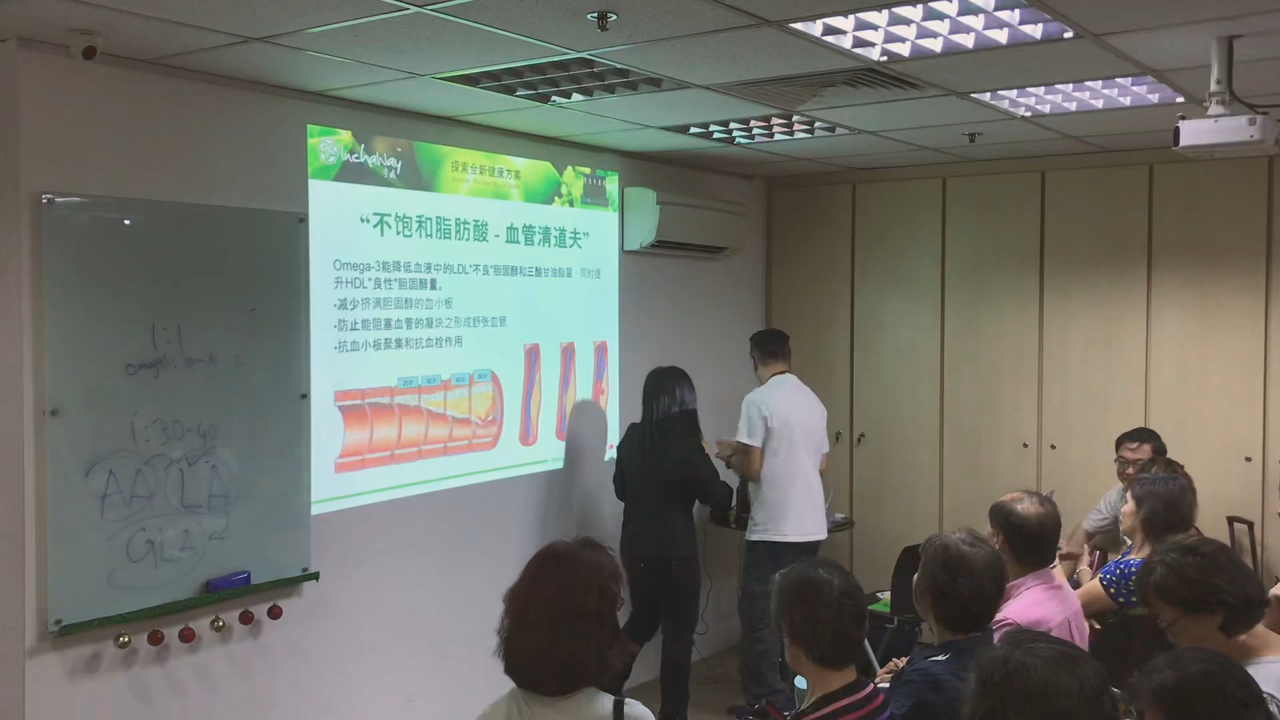 InchaWay
探索全新健康方案
“不饱和脂肪酸 - 血管清道夫”
Omega-3能降低血液中的LDL"不良"胆固醇和三酸甘油脂量，同时提
升HDL"良性"胆固醇量。
•减少挤满胆固醇的血小板
•防止能阻塞血管的凝块之形成舒张血管
•抗血小板聚集和抗血栓作用
1:1
1:30-40
AA LA
GLA